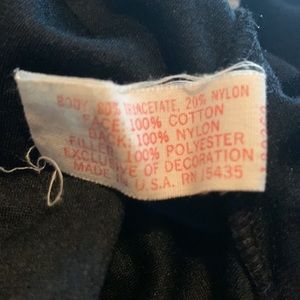 BODY: 80% TRIACETATE, 20% NYLON
FACE: 100% COTTON
BACK: 100% NYLON
FILLER: 100% POLYESTER
EXCLUSIVE OF DECORATION
MADE IN U.S.A. RN 15435